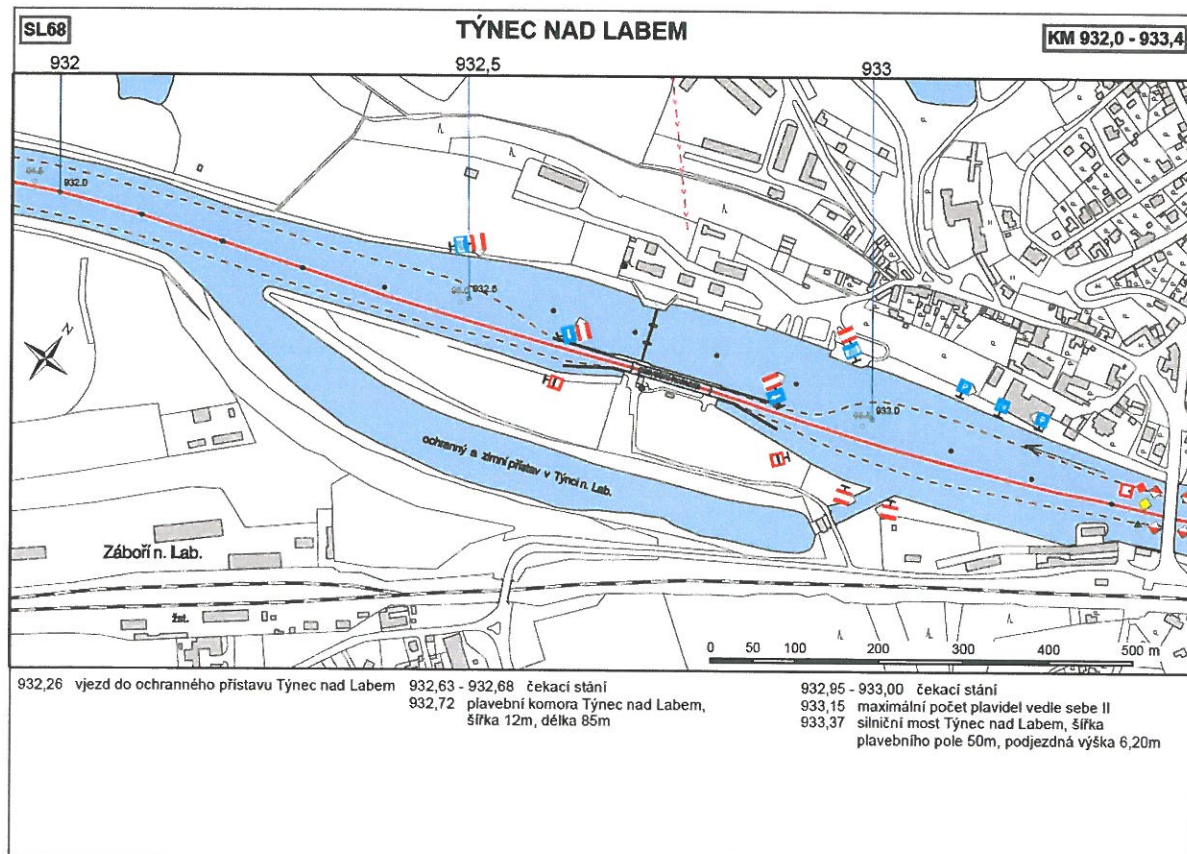 SL68
TÝNEC NAD LABEM
KM 932,0 - 933,4
932
932,5
933
932.0
932.5
933.0
N
ochranný a zimní přístav v Týnci n. Lab.
Záboří n. Lab.
žst.
P
P
0 50 100 200 300 400 500 m
932,26 vjezd do ochranného přístavu Týnec nad Labem
932,63 - 932,68 čekací stání
932,72 plavební komora Týnec nad Labem,
šířka 12m, délka 85m
932,95 - 933,00 čekací stání
933,15 maximální počet plavidel vedle sebe II
933,37 silniční most Týnec nad Labem, šířka
plavebního pole 50m, podjezdná výška 6,20m